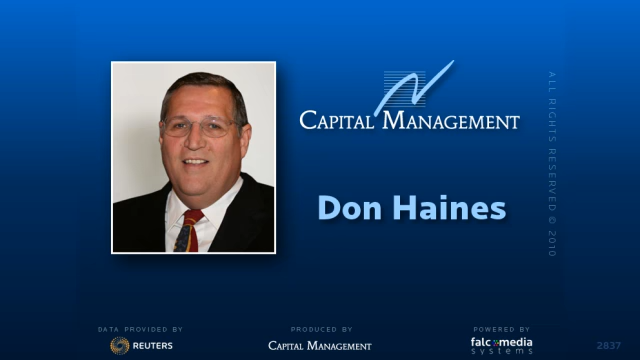 CAPITAL MANAGEMENT
Don Haines
ALL RIGHTS RESERVED © 2010
DATA PROVIDED BY
REUTERS
PRODUCED BY
CAPITAL MANAGEMENT
POWERED BY
falc media
systems
2837